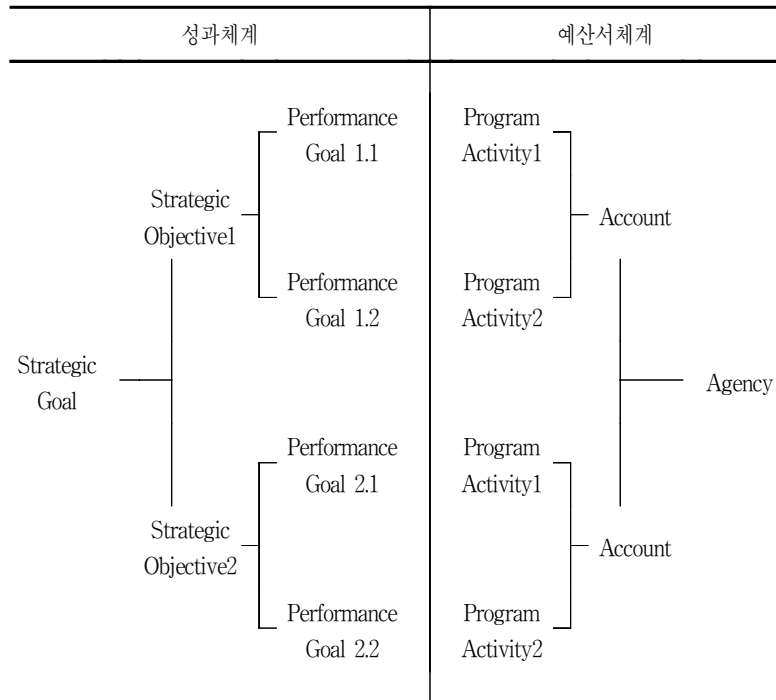 성과체계
예산서체계
Performance
Goal 1.1
Program
Activity1
Strategic
Objective1
Account
Performance
Goal 1.2
Program
Activity2
Strategic
Goal
Agency
Performance
Goal 2.1
Program
Activity1
Strategic
Objective2
Account
Performance
Goal 2.2
Program
Activity2